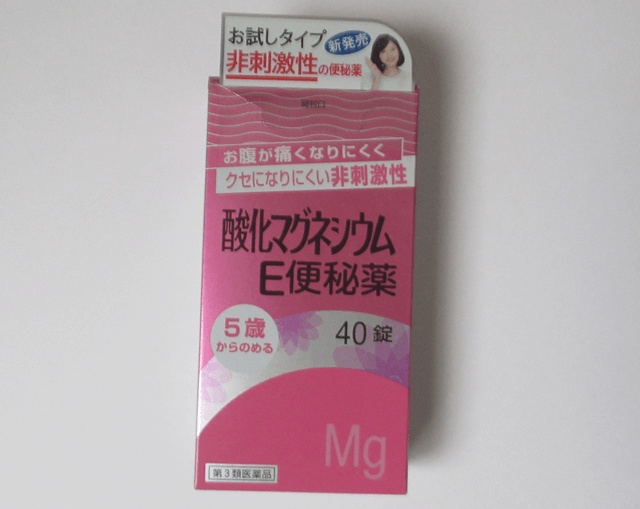 お試しタイプ
新発売
非刺激性の便秘薬
開封口
お腹が痛くなりにくく
クセになりにくい非刺激性
酸化マグネシウム
E便秘薬
5歳
からのめる
40錠
Mg
第3類医薬品